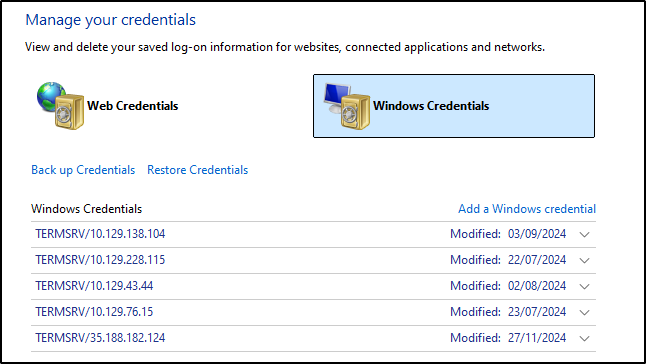 Manage your credentials
View and delete your saved log-on information for websites, connected applications and networks.
Web Credentials
Windows Credentials
Back up Credentials Restore Credentials
Windows Credentials Add a Windows credential
TERMSRV/10.129.138.104 Modified: 03/09/2024
TERMSRV/10.129.228.115 Modified: 22/07/2024
TERMSRV/10.129.43.44 Modified: 02/08/2024
TERMSRV/10.129.76.15 Modified: 23/07/2024
TERMSRV/35.188.182.124 Modified: 27/11/2024